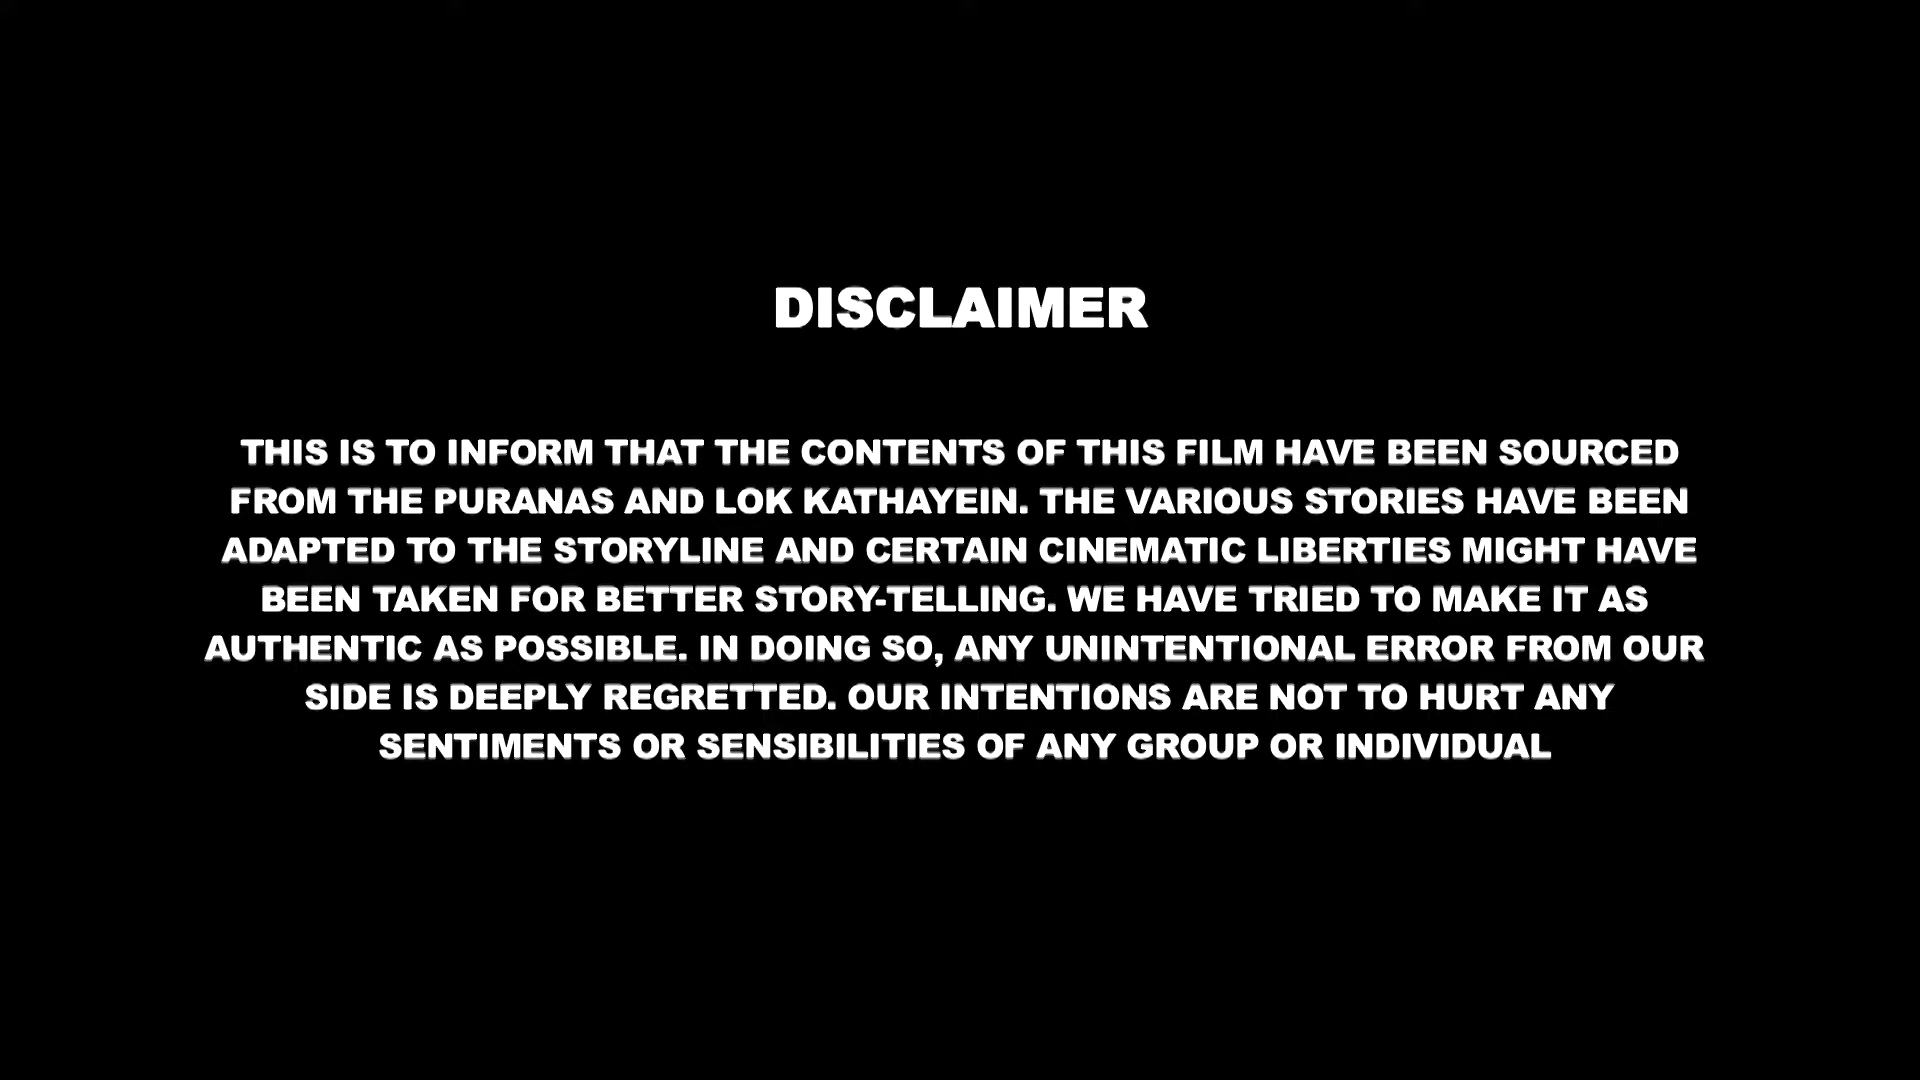 DISCLAIMER
THIS IS TO INFORM THAT THE CONTENTS OF THIS FILM HAVE BEEN SOURCED
FROM THE PURANAS AND LOK KATHAYEIN. THE VARIOUS STORIES HAVE BEEN
ADAPTED TO THE STORYLINE AND CERTAIN CINEMATIC LIBERTIES MIGHT HAVE
BEEN TAKEN FOR BETTER STORY-TELLING. WE HAVE TRIED TO MAKE IT AS
AUTHENTIC AS POSSIBLE. IN DOING SO, ANY UNINTENTIONAL ERROR FROM OUR
SIDE IS DEEPLY REGRETTED. OUR INTENTIONS ARE NOT TO HURT ANY
SENTIMENTS OR SENSIBILITIES OF ANY GROUP OR INDIVIDUAL